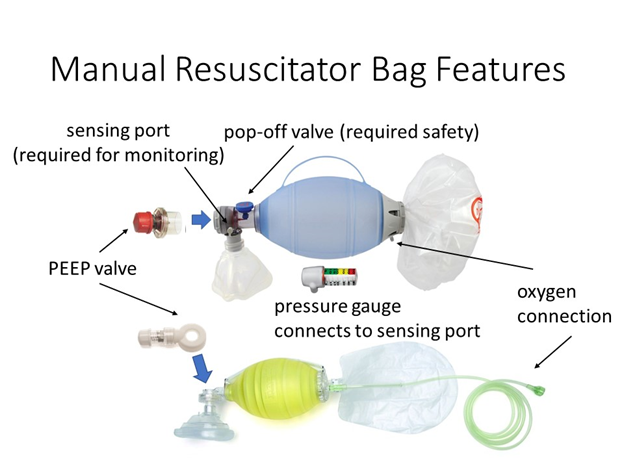 Manual Resuscitator Bag Features
sensing port
(required for monitoring)
pop-off valve (required safety)
PEEP valve
pressure gauge
connects to sensing port
oxygen
connection